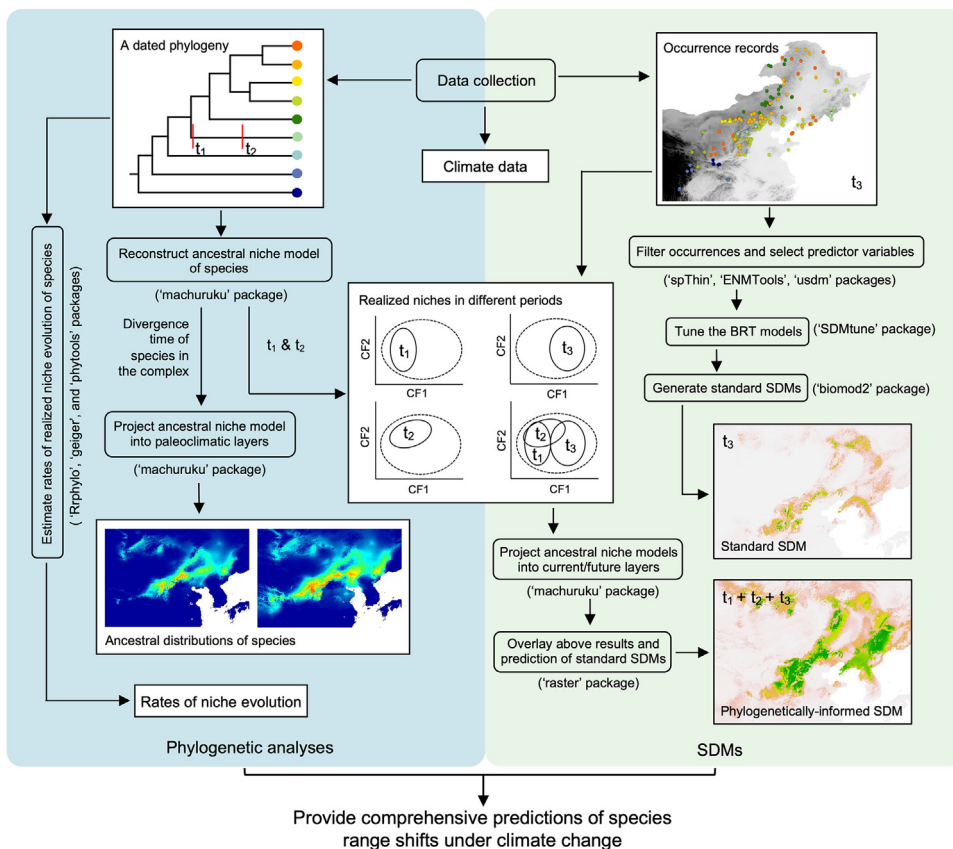 A dated phylogeny
t1
t2
Data collection
Climate data
Occurrence records
t3
Estimate rates of realized niche evolution of species
( 'Rrphylo', 'geiger', and 'phytools' packages)
Reconstruct ancestral niche model
of species
('machuruku' package)
Divergence
time of
species in
the complex
t1 & t2
Project ancestral niche model
into paleoclimatic layers
('machuruku' package)
Ancestral distributions of species
Rates of niche evolution
Realized niches in different periods
CF2
t1
CF1
CF2
t3
CF1
CF2
t2
CF1
CF2
t2
t1
t3
CF1
Filter occurrences and select predictor variables
('spThin', 'ENMTools', 'usdm' packages)
Tune the BRT models
('SDMtune' package)
Generate standard SDMs
('biomod2' package)
t3
Standard SDM
Project ancestral niche models
into current/future layers
('machuruku' package)
Overlay above results and
prediction of standard SDMs
('raster' package)
t1 + t2 + t3
Phylogenetically-informed SDM
Phylogenetic analyses
SDMs
Provide comprehensive predictions of species
range shifts under climate change